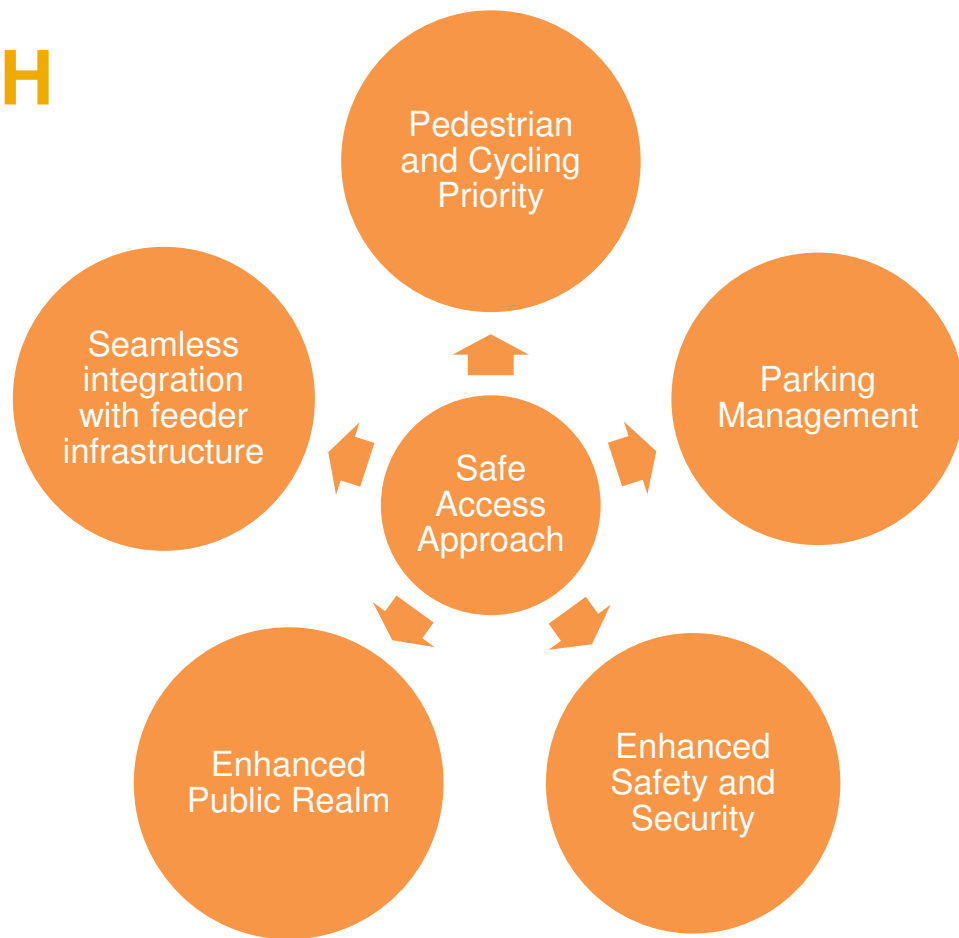 H
Pedestrian
and Cycling
Priority
Seamless
integration
with feeder
infrastructure
Parking
Management
Safe
Access
Approach
Enhanced
Public Realm
Enhanced
Safety and
Security